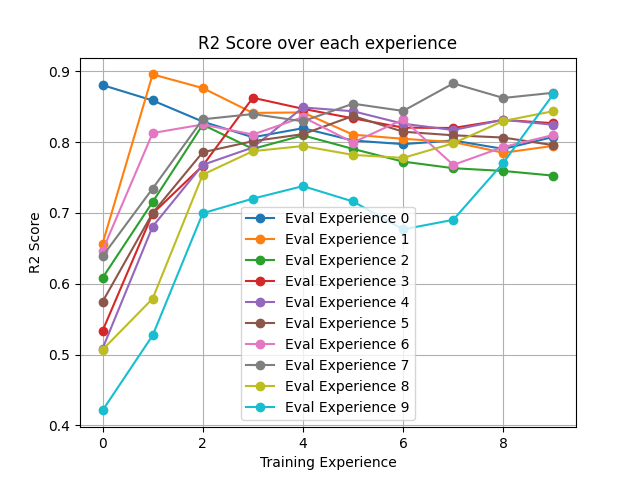 R2 Score over each experience
0.9
0.8
0.7
0.6
0.5
0.4
R2 Score
Eval Experience 0
Eval Experience 1
Eval Experience 2
Eval Experience 3
Eval Experience 4
Eval Experience 5
Eval Experience 6
Eval Experience 7
Eval Experience 8
Eval Experience 9
0 2 4 6 8
Training Experience